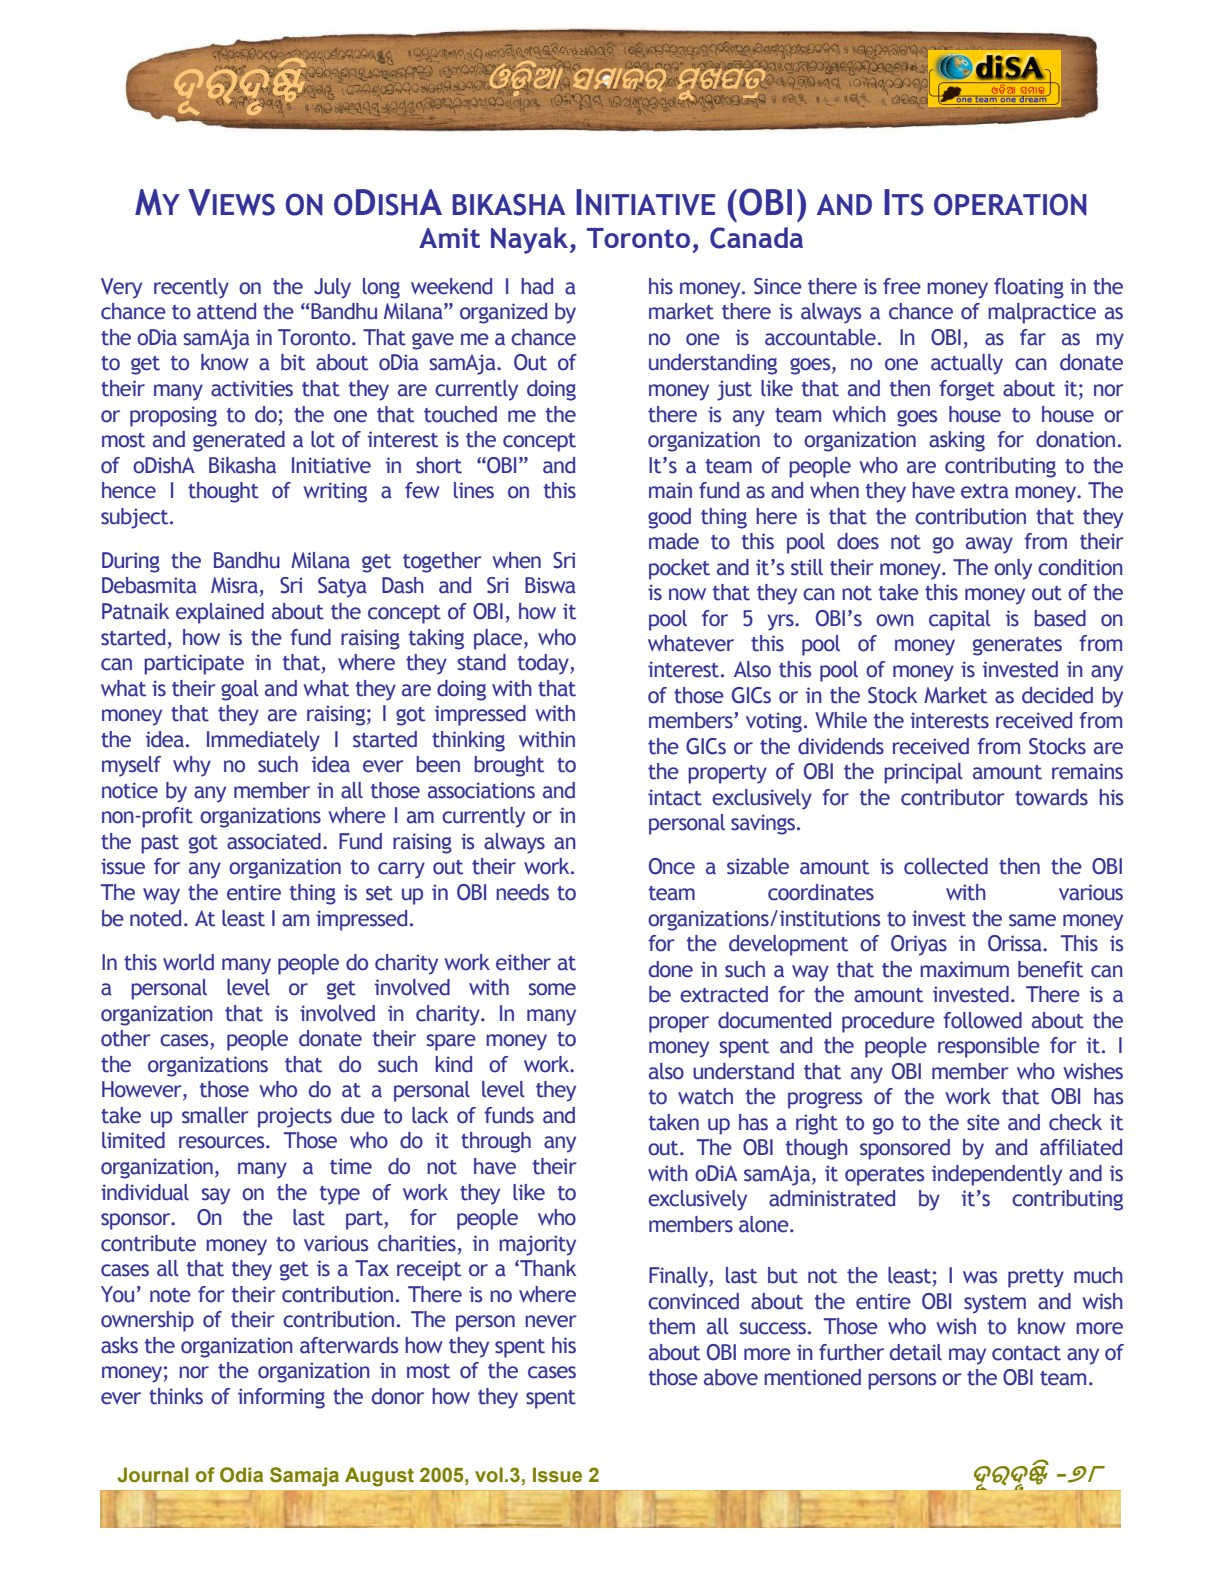 ଦୂରଦୃଷ୍ଟି
ଓଡ଼ିଆ ସମାଜର ମୁଖପତ୍ର
OdiSA
ଓଡ଼ିଆ ସମାଜ
one team one dream
MY VIEWS ON ODISHA BIKASHA INITIATIVE (OBI) AND ITS OPERATION
Amit Nayak, Toronto, Canada
Very recently on the July long weekend I had a
chance to attend the “Bandhu Milana” organized by
the oDia samAja in Toronto. That gave me a chance
to get to know a bit about oDia samAja. Out of
their many activities that they are currently doing
or proposing to do; the one that touched me the
most and generated a lot of interest is the concept
of oDishA Bikasha Initiative in short “OBI” and
hence I thought of writing a few lines on this
subject.
During the Bandhu Milana get together when Sri
Debasmita Misra, Sri Satya Dash and Sri Biswa
Patnaik explained about the concept of OBI, how it
started, how is the fund raising taking place, who
can participate in that, where they stand today,
what is their goal and what they are doing with that
money that they are raising; I got impressed with
the idea. Immediately I started thinking within
myself why no such idea ever been brought to
notice by any member in all those associations and
non-profit organizations where I am currently or in
the past got associated. Fund raising is always an
issue for any organization to carry out their work.
The way the entire thing is set up in OBI needs to
be noted. At least I am impressed.
In this world many people do charity work either at
a personal level or get involved with some
organization that is involved in charity. In many
other cases, people donate their spare money to
the organizations that do such kind of work.
However, those who do at a personal level they
take up smaller projects due to lack of funds and
limited resources. Those who do it through any
organization, many a time do not have their
individual say on the type of work they like to
sponsor. On the last part, for people who
contribute money to various charities, in majority
cases all that they get is a Tax receipt or a ‘Thank
You’ note for their contribution. There is no where
ownership of their contribution. The person never
asks the organization afterwards how they spent his
money; nor the organization in most of the cases
ever thinks of informing the donor how they spent
his money. Since there is free money floating in the
market there is always a chance of malpractice as
no one is accountable. In OBI, as far as my
understanding goes, no one actually can donate
money just like that and then forget about it; nor
there is any team which goes house to house or
organization to organization asking for donation.
It’s a team of people who are contributing to the
main fund as and when they have extra money. The
good thing here is that the contribution that they
made to this pool does not go away from their
pocket and it’s still their money. The only condition
is now that they can not take this money out of the
pool for 5 yrs. OBI’s own capital is based on
whatever this pool of money generates from
interest. Also this pool of money is invested in any
of those GICs or in the Stock Market as decided by
members’ voting. While the interests received from
the GICs or the dividends received from Stocks are
the property of OBI the principal amount remains
intact exclusively for the contributor towards his
personal savings.
Once a sizable amount is collected then the OBI
team coordinates with various
organizations/institutions to invest the same money
for the development of Oriyas in Orissa. This is
done in such a way that the maximum benefit can
be extracted for the amount invested. There is a
proper documented procedure followed about the
money spent and the people responsible for it. I
also understand that any OBI member who wishes
to watch the progress of the work that OBI has
taken up has a right to go to the site and check it
out. The OBI though sponsored by and affiliated
with oDiA samAja, it operates independently and is
exclusively administrated by it’s contributing
members alone.
Finally, last but not the least; I was pretty much
convinced about the entire OBI system and wish
them all success. Those who wish to know more
about OBI more in further detail may contact any of
those above mentioned persons or the OBI team.
Journal of Odia Samaja August 2005, vol.3, Issue 2
ଦୂରଦୃଷ୍ଟି -୭୮